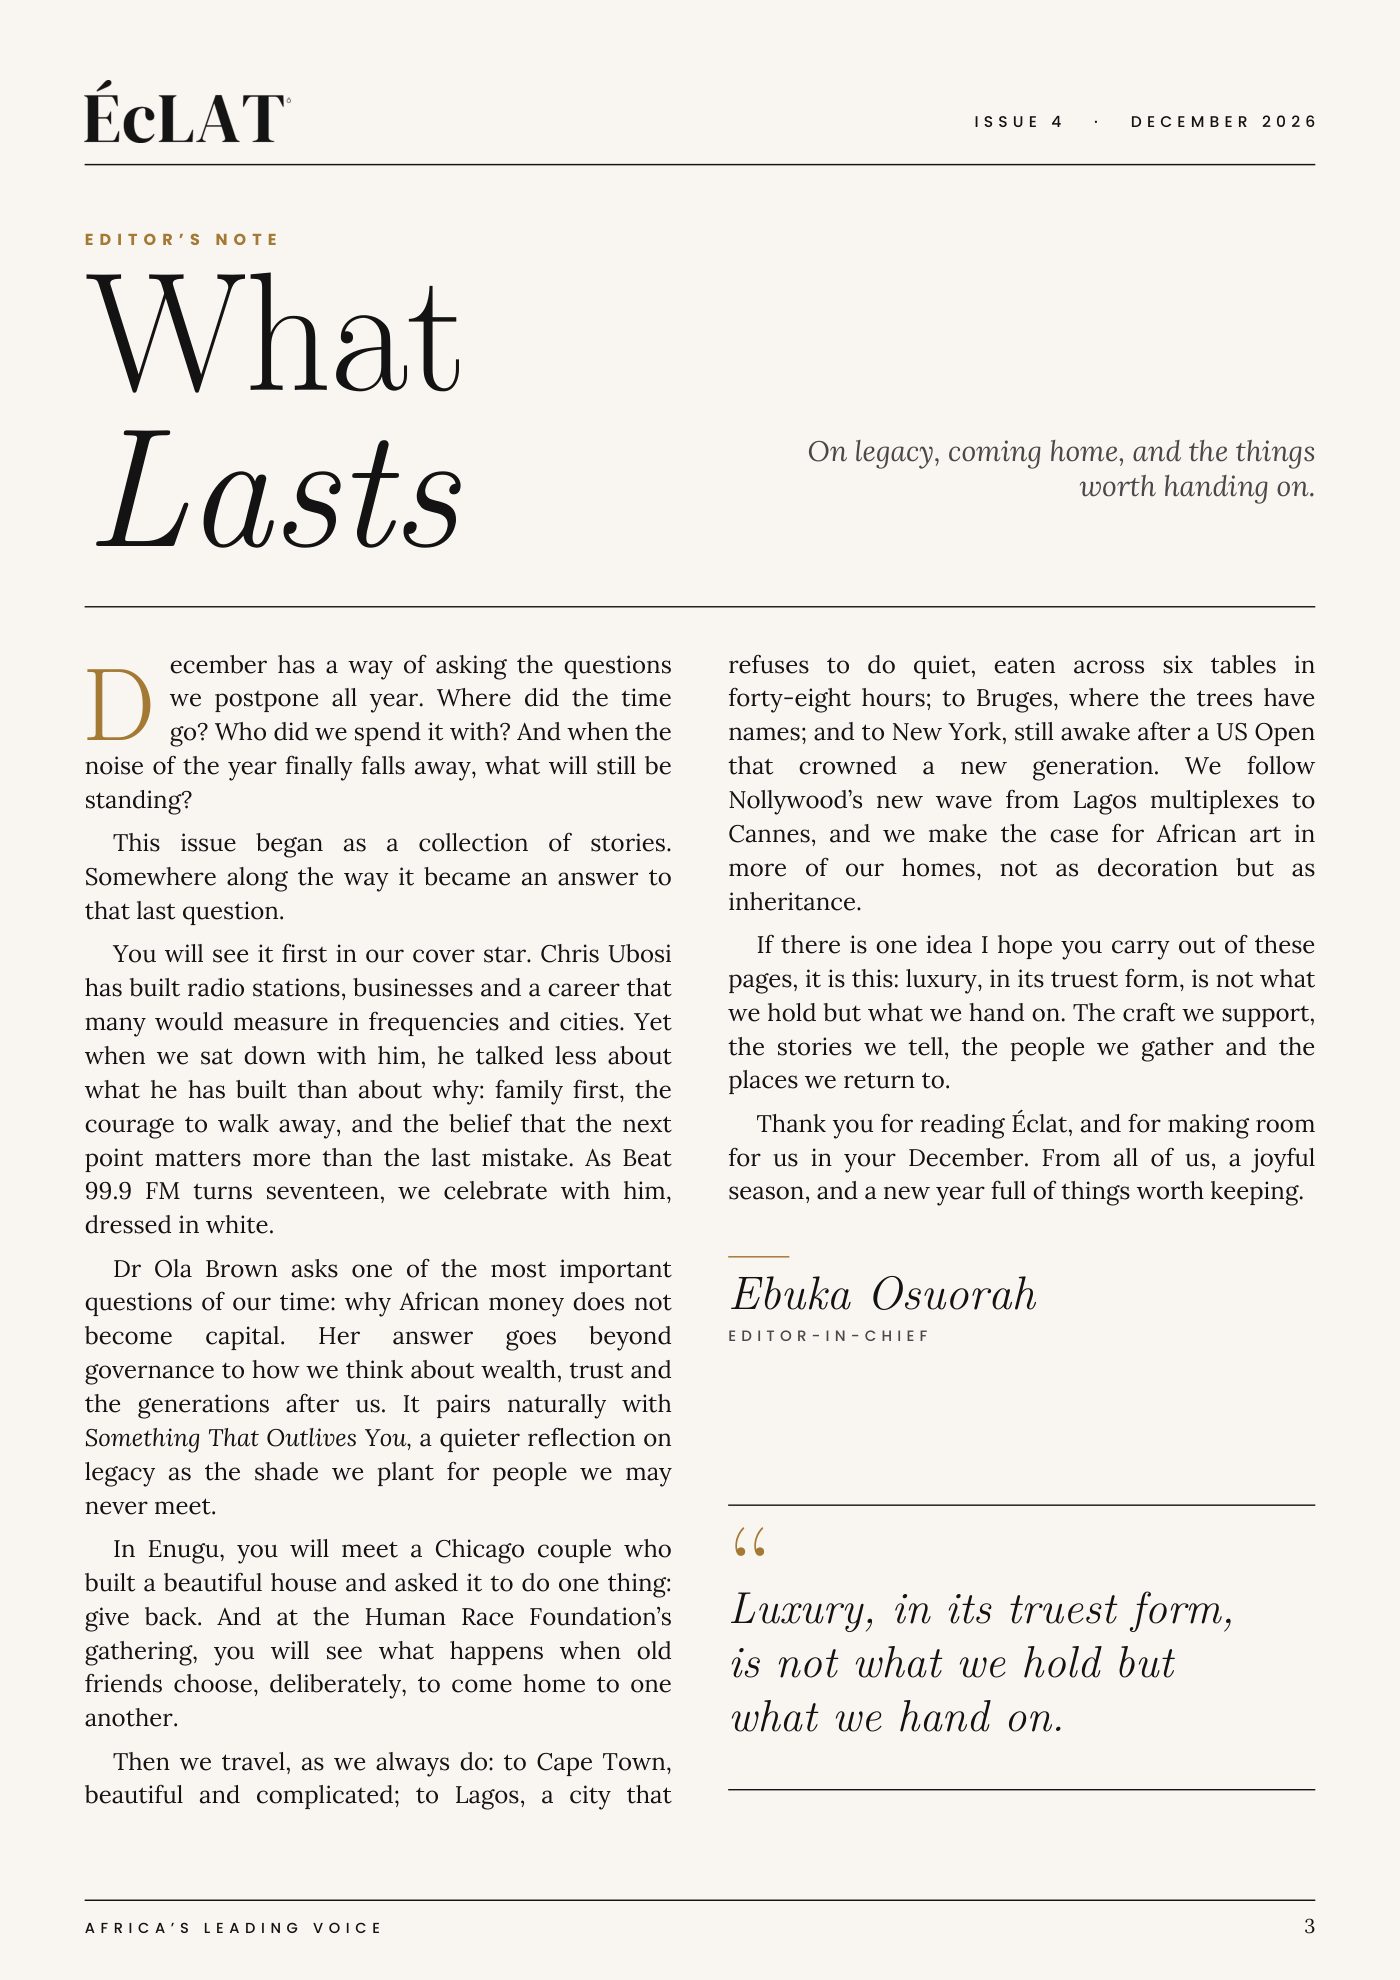 ÉcLAT
ISSUE 4 · DECEMBER 2026
EDITOR’S NOTE
What
Lasts
On legacy, coming home, and the things
worth handing on.
December has a way of asking the questions
we postpone all year. Where did the time
go? Who did we spend it with? And when the
noise of the year finally falls away, what will still be
standing?
This issue began as a collection of stories.
Somewhere along the way it became an answer to
that last question.
You will see it first in our cover star. Chris Ubosi
has built radio stations, businesses and a career that
many would measure in frequencies and cities. Yet
when we sat down with him, he talked less about
what he has built than about why: family first, the
courage to walk away, and the belief that the next
point matters more than the last mistake. As Beat
99.9 FM turns seventeen, we celebrate with him,
dressed in white.
Dr Ola Brown asks one of the most important
questions of our time: why African money does not
become capital. Her answer goes beyond
governance to how we think about wealth, trust and
the generations after us. It pairs naturally with
Something That Outlives You, a quieter reflection on
legacy as the shade we plant for people we may
never meet.
In Enugu, you will meet a Chicago couple who
built a beautiful house and asked it to do one thing:
give back. And at the Human Race Foundation’s
gathering, you will see what happens when old
friends choose, deliberately, to come home to one
another.
Then we travel, as we always do: to Cape Town,
beautiful and complicated; to Lagos, a city that
refuses to do quiet, eaten across six tables in
forty-eight hours; to Bruges, where the trees have
names; and to New York, still awake after a US Open
that crowned a new generation. We follow
Nollywood’s new wave from Lagos multiplexes to
Cannes, and we make the case for African art in
more of our homes, not as decoration but as
inheritance.
If there is one idea I hope you carry out of these
pages, it is this: luxury, in its truest form, is not what
we hold but what we hand on. The craft we support,
the stories we tell, the people we gather and the
places we return to.
Thank you for reading Éclat, and for making room
for us in your December. From all of us, a joyful
season, and a new year full of things worth keeping.
Ebuka Osuorah
EDITOR-IN-CHIEF
“
Luxury, in its truest form,
is not what we hold but
what we hand on.
AFRICA’S LEADING VOICE
3